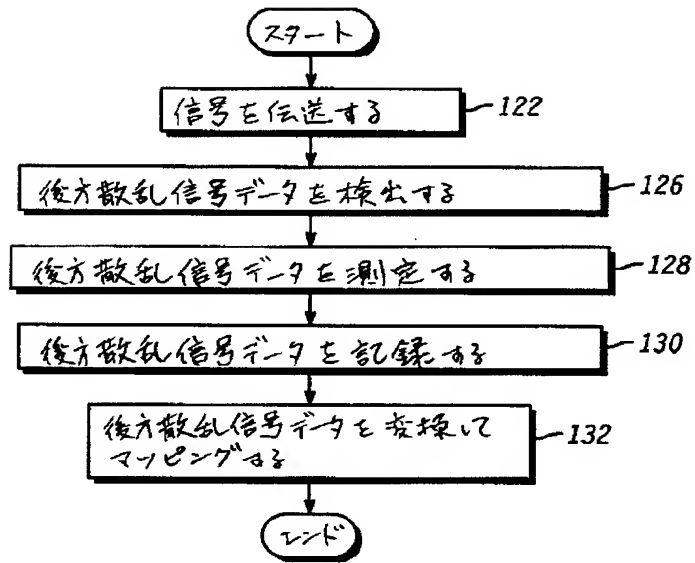 スタート
信号を伝送する
122
後方散乱信号データを検出する
126
後方散乱信号データを測定する
128
後方散乱信号データを記録する
130
後方散乱信号データを変換して
マッピングする
132
エンド